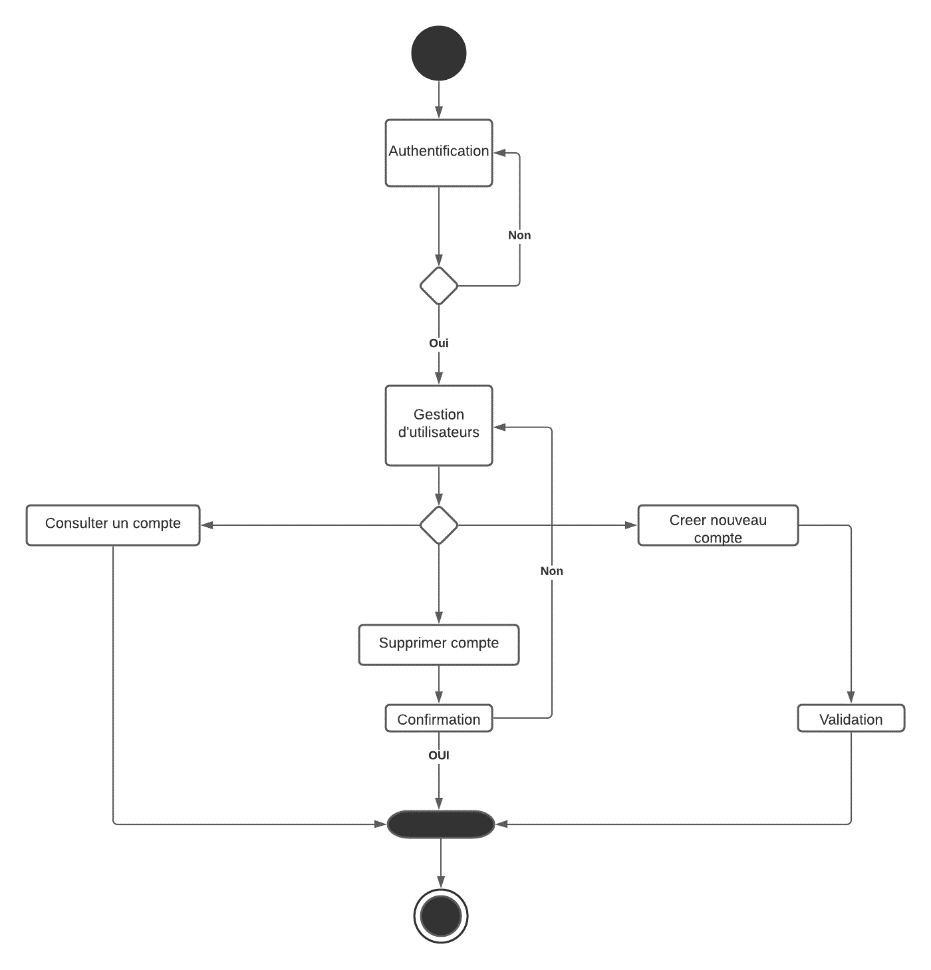 Authentification
Non
Oui
Gestion
d'utilisateurs
Consulter un compte
Creer nouveau
compte
Non
Supprimer compte
Confirmation
Validation
OUI